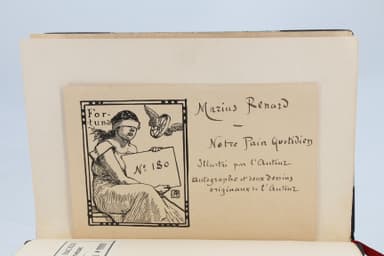 For-
tuna
No 180
Marius Renard
Notre Pain Quotidien
Illustré par l'Auteur
Autographe et deux dessins
originaux de l'Auteur